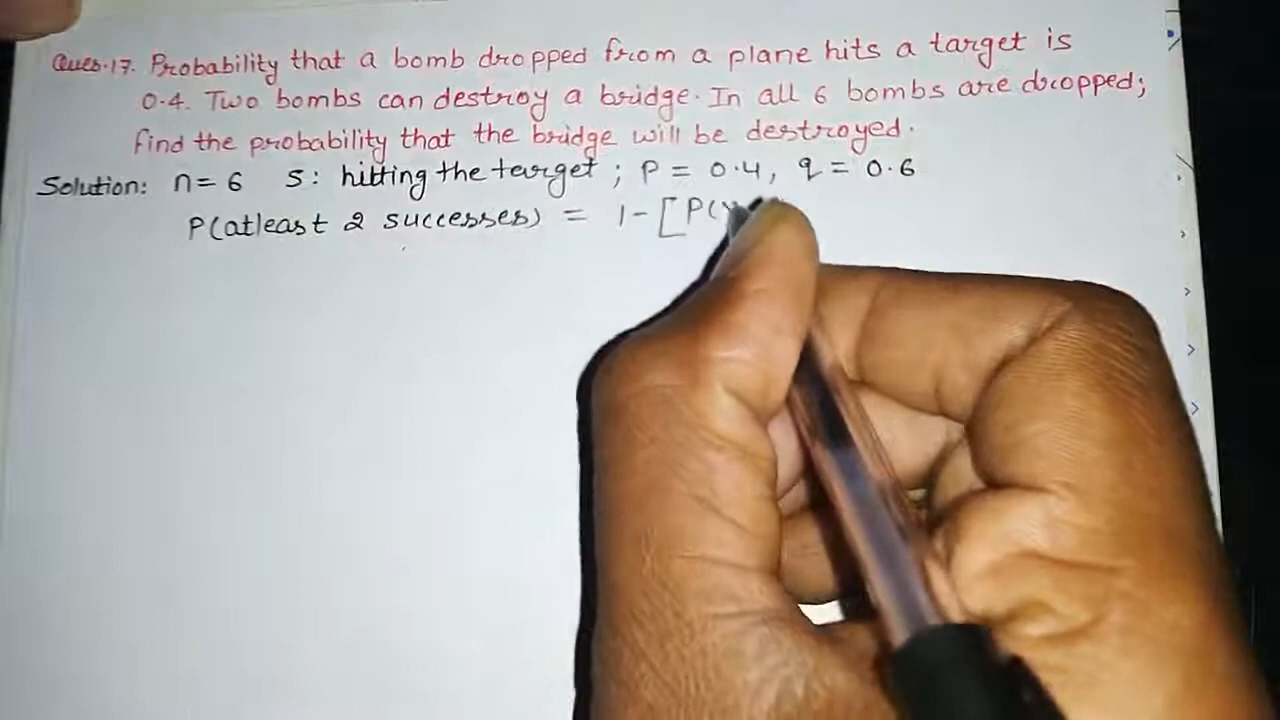 Ques.17. Probability that a bomb dropped from a plane hits a target is
0.4. Two bombs can destroy a bridge. In all 6 bombs are dropped;
find the probability that the bridge will be destroyed.
Solution: n=6 S: hitting the target ; p = 0.4, q = 0.6
P(atleast 2 successes) = 1-[P(